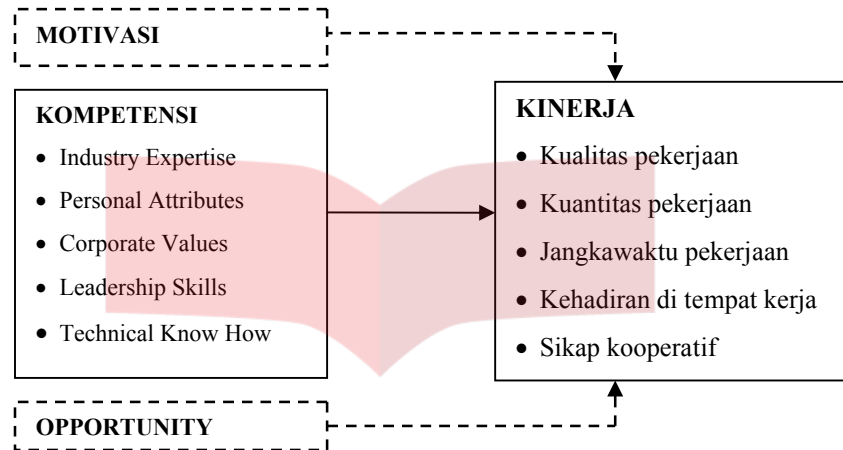 MOTIVASI
KOMPETENSI
• Industry Expertise
• Personal Attributes
• Corporate Values
• Leadership Skills
• Technical Know How
KINERJA
• Kualitas pekerjaan
• Kuantitas pekerjaan
• Jangkawaktu pekerjaan
• Kehadiran di tempat kerja
• Sikap kooperatif
OPPORTUNITY